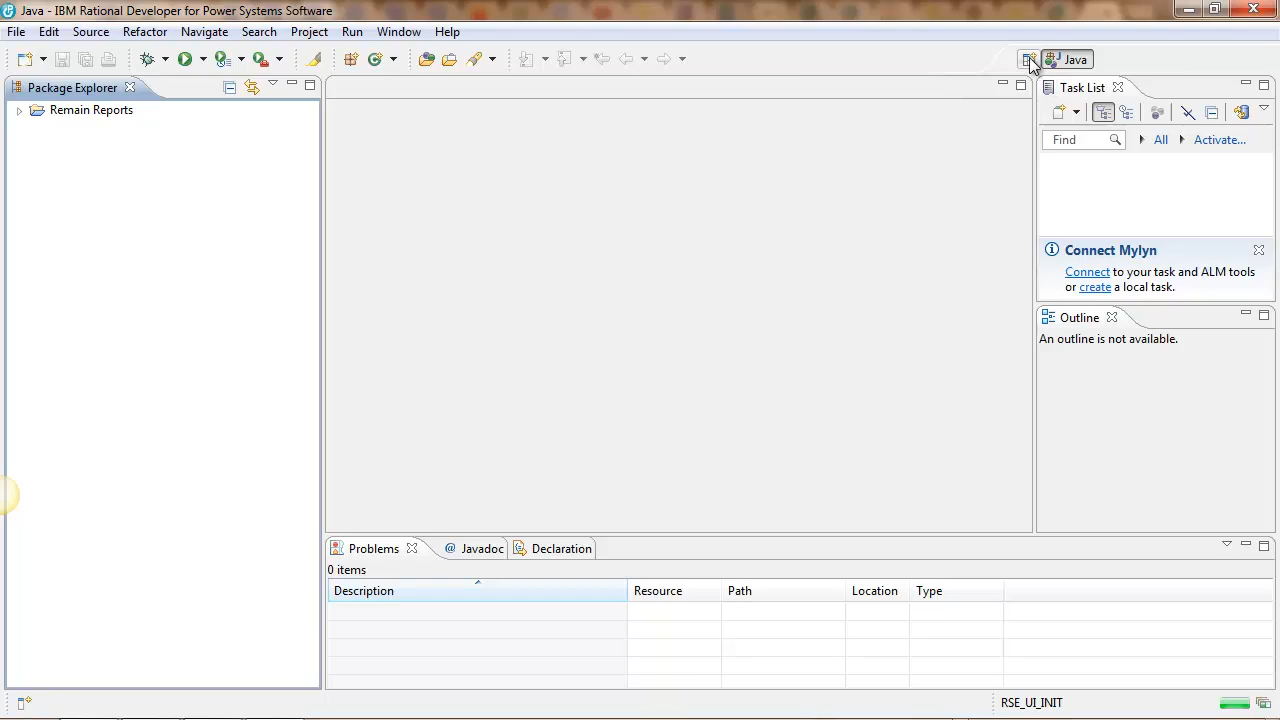 Java - IBM Rational Developer for Power Systems Software
File Edit Source Refactor Navigate Search Project Run Window Help
Java
Package Explorer
Remain Reports
Task List
Find All Activate...
Connect Mylyn
Connect to your task and ALM tools
or create a local task.
Outline
An outline is not available.
Problems @ Javadoc Declaration
0 items
Description Resource Path Location Type
RSE_UI_INIT